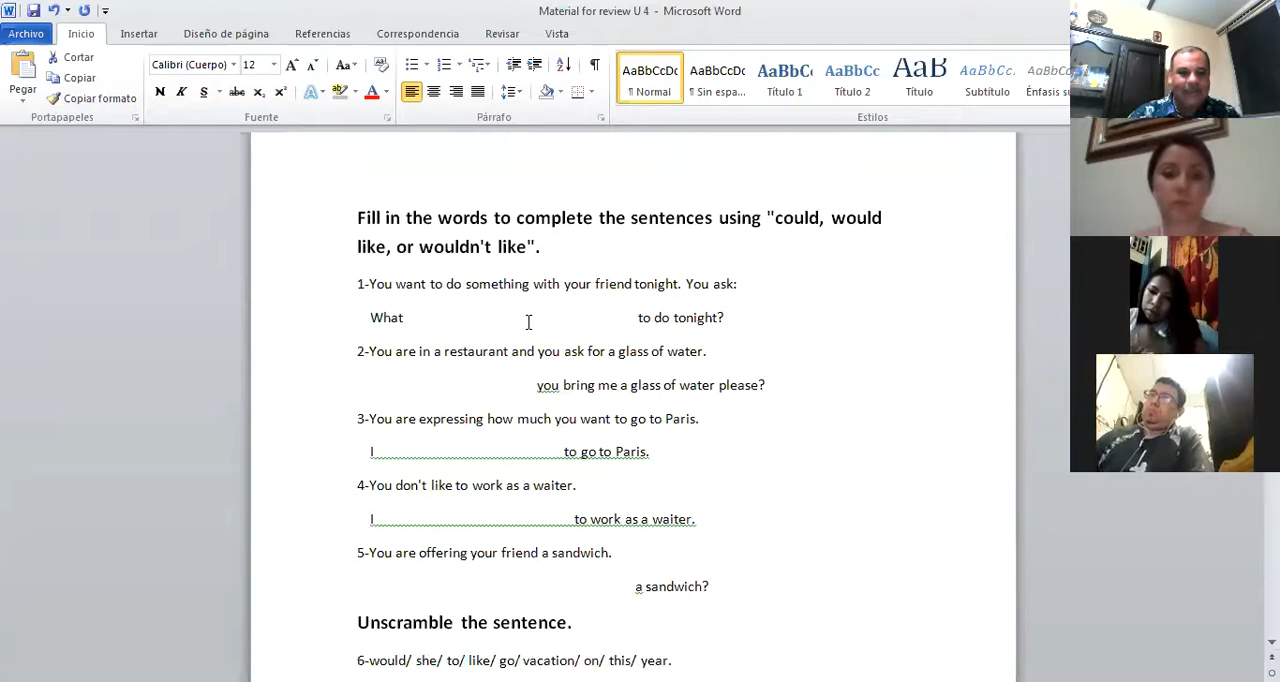 Material for review U 4 - Microsoft Word
Archivo Inicio Insertar Diseño de página Referencias Correspondencia Revisar Vista
Cortar
Copiar
Copiar formato
Pegar
Portapapeles
Calibri (Cuerpo) 12
N K S abc x₂ x²
Fuente
Párrafo
AaBbCcDc AaBbCcDc AaBbC AaBbCc AaB AaBbCc. AaBbCc
¶ Normal ¶ Sin espa... Título 1 Título 2 Título Subtítulo Énfasis s
Estilos
Fill in the words to complete the sentences using "could, would
like, or wouldn't like".
1-You want to do something with your friend tonight. You ask:
What to do tonight?
2-You are in a restaurant and you ask for a glass of water.
you bring me a glass of water please?
3-You are expressing how much you want to go to Paris.
I to go to Paris.
4-You don't like to work as a waiter.
I to work as a waiter.
5-You are offering your friend a sandwich.
a sandwich?
Unscramble the sentence.
6-would/ she/ to/ like/ go/ vacation/ on/ this/ year.